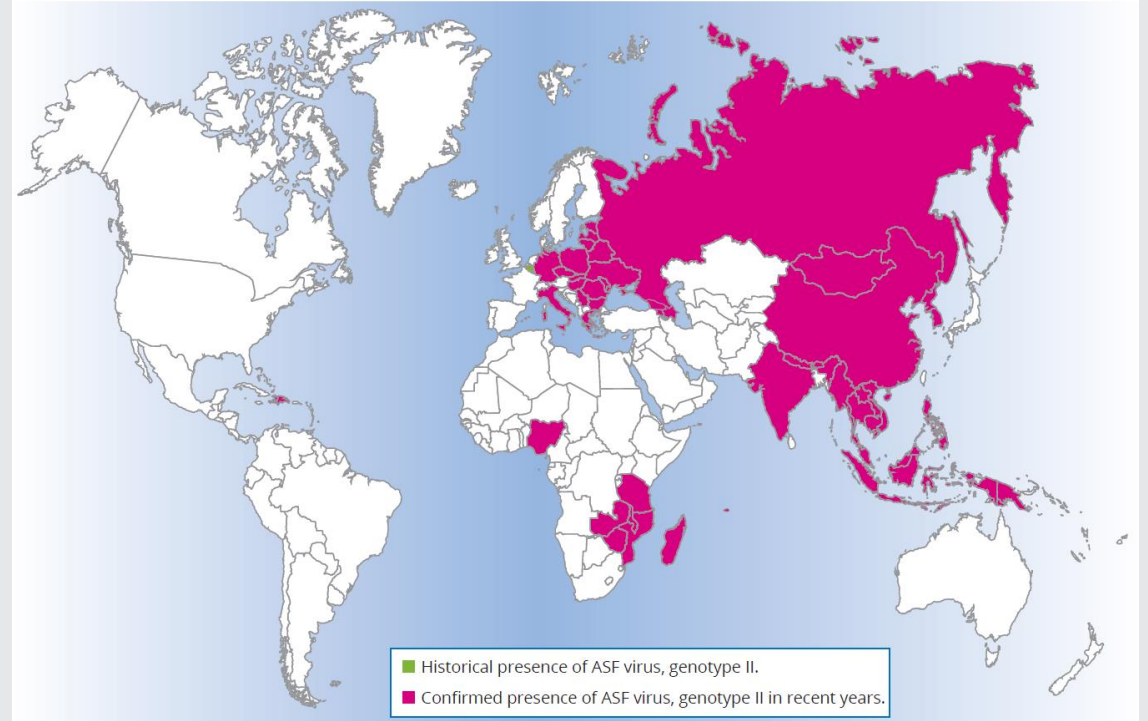 Historical presence of ASF virus, genotype II.
Confirmed presence of ASF virus, genotype II in recent years.